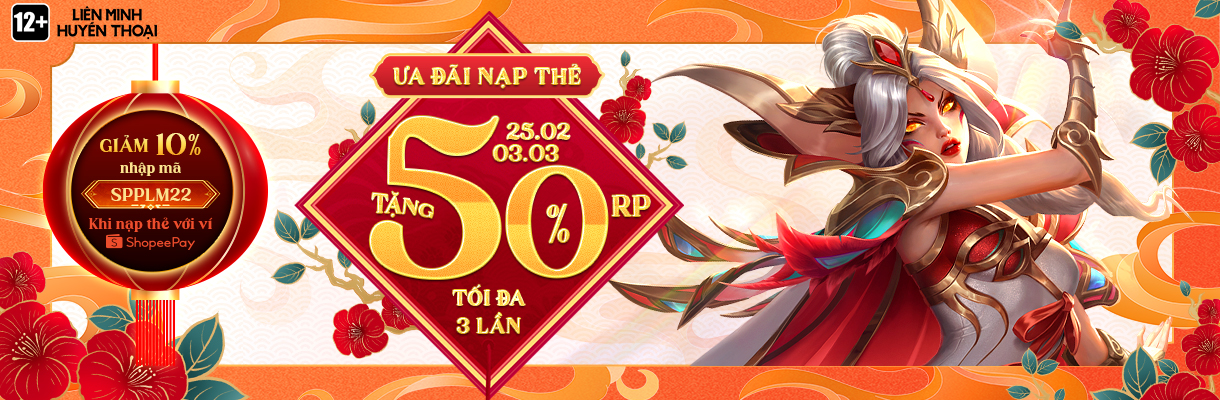 12+
LIÊN MINH
HUYỀN THOẠI
GIẢM 10%
nhập mã
SPPLM22
Khi nạp thẻ với ví
S ShopeePay
ƯA ĐÃI NẠP THẺ
25.02
03.03
TẶNG 50% RP
TỐI ĐA
3 LẦN